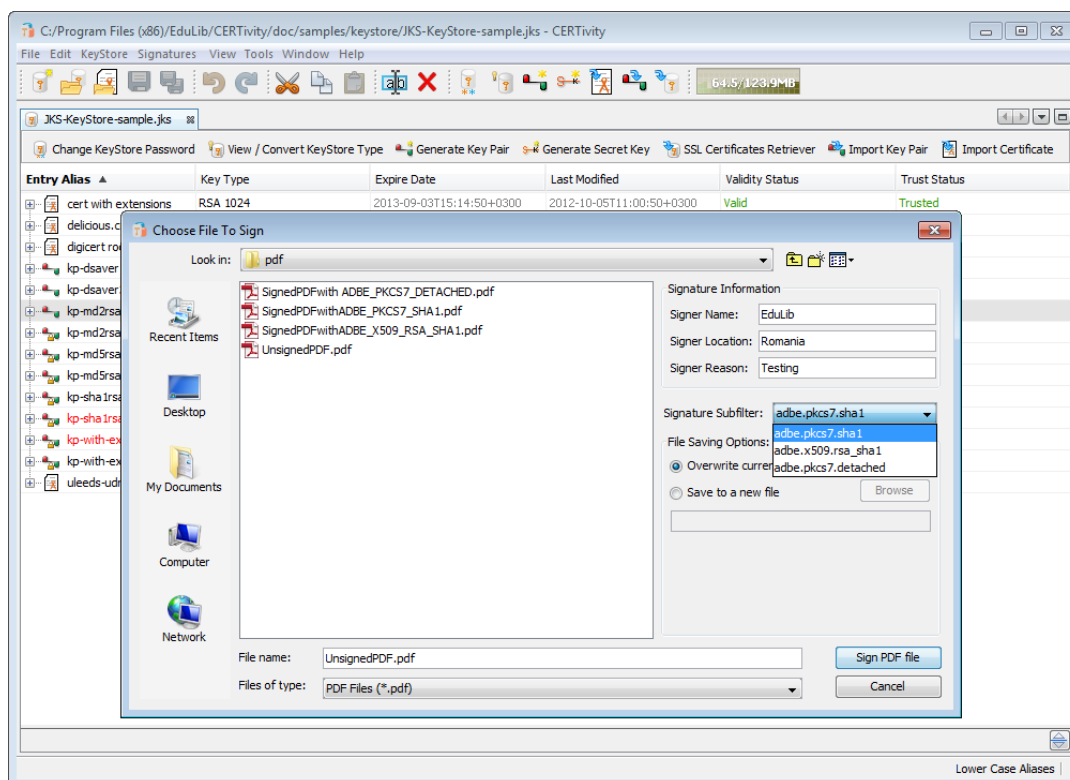 C:/Program Files (x86)/EduLib/CERTivity/doc/samples/keystore/JKS-KeyStore-sample.jks - CERTivity
File Edit KeyStore Signatures View Tools Window Help
64.5/123.9MB
JKS-KeyStore-sample.jks
Change KeyStore Password View / Convert KeyStore Type Generate Key Pair Generate Secret Key SSL Certificates Retriever Import Key Pair Import Certificate
Entry Alias Key Type Expire Date Last Modified Validity Status Trust Status
cert with extensions RSA 1024 2013-09-03T15:14:50+0300 2012-10-05T11:00:50+0300 Valid Trusted
delicious.c
digicert roo
kp-dsaver
kp-dsaver
kp-md2rsa
kp-md2rsa
kp-md5rsa
kp-md5rsa
kp-sha1rsa
kp-sha1rsa
kp-with-ex
kp-with-ex
uleeds-udn
Choose File To Sign
Look in: pdf
Recent Items
Desktop
My Documents
Computer
Network
SignedPDFwith ADBE_PKCS7_DETACHED.pdf
SignedPDFwithADBE_PKCS7_SHA1.pdf
SignedPDFwithADBE_X509_RSA_SHA1.pdf
UnsignedPDF.pdf
Signature Information
Signer Name: EduLib
Signer Location: Romania
Signer Reason: Testing
Signature Subfilter: adbe.pkcs7.sha1
adbe.pkcs7.sha1
adbe.x509.rsa_sha1
adbe.pkcs7.detached
File Saving Options:
Overwrite curren
Save to a new file Browse
File name: UnsignedPDF.pdf Sign PDF file
Files of type: PDF Files (*.pdf) Cancel
Lower Case Aliases